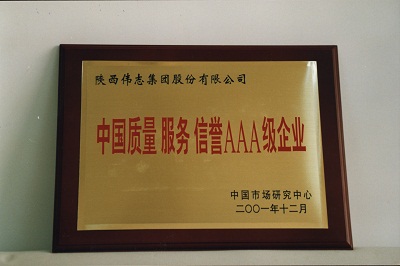 陕西伟志集团股份有限公司
中国质量 服务 信誉AAA级企业
中国市场研究中心
二〇〇一年十二月